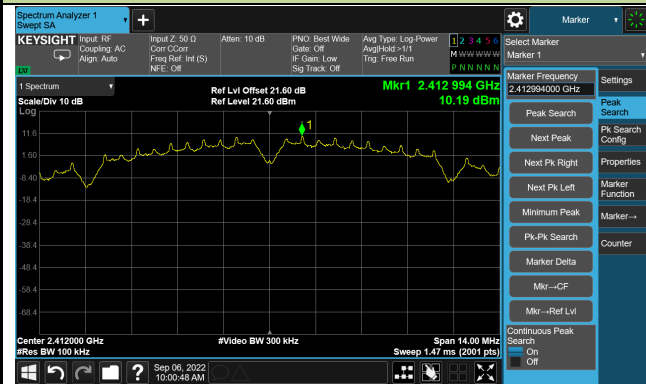 Spectrum Analyzer 1
Swept SA
Marker
KEYSIGHT
Input: RF
Coupling: AC
Align: Auto
Input Z: 50 Ω
Corr CCorr
Freq Ref: Int (S)
NFE: Off
Atten: 10 dB
PNO: Best Wide
Gate: Off
IF Gain: Low
Sig Track: Off
Avg Type: Log-Power
Avg|Hold:>1/1
Trig: Free Run
1 2 3 4 5 6
M W W W W W
P N N N N N
LXI
Select Marker
Marker 1
1 Spectrum
Scale/Div 10 dB
Log
Ref Lvl Offset 21.60 dB
Ref Level 21.60 dBm
Mkr1 2.412 994 GHz
10.19 dBm
1
11.6
1.60
-8.40
-18.4
-28.4
-38.4
-48.4
-58.4
-68.4
Center 2.412000 GHz
#Res BW 100 kHz
#Video BW 300 kHz
Span 14.00 MHz
Sweep 1.47 ms (2001 pts)
Marker Frequency
2.412994000 GHz
Peak Search
Next Peak
Next Pk Right
Next Pk Left
Minimum Peak
Pk-Pk Search
Marker Delta
Mkr→CF
Mkr→Ref Lvl
Continuous Peak
Search
On
Off
Settings
Peak
Search
Pk Search
Config
Properties
Marker
Function
Marker→
Counter
?
Sep 06, 2022
10:00:48 AM